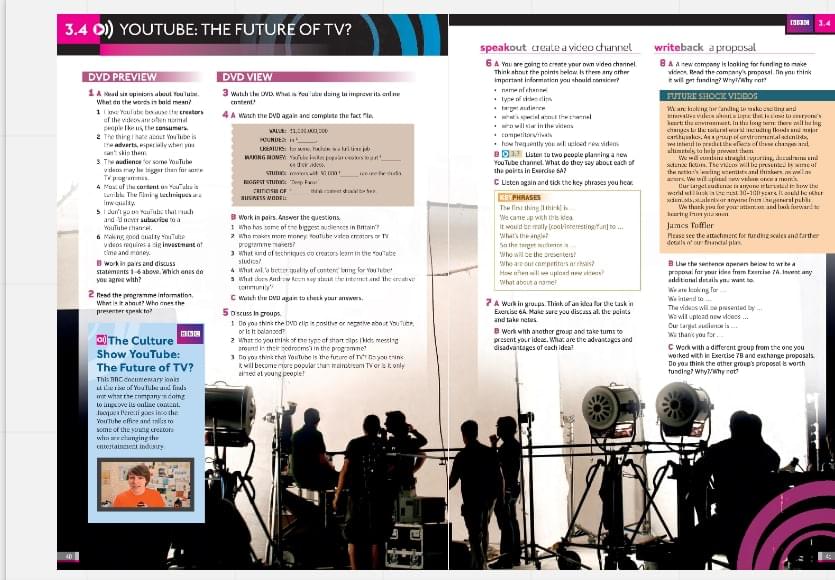 3.4 YOUTUBE: THE FUTURE OF TV?
DVD PREVIEW
1 A Read six opinions about YouTube.
What do the words in bold mean?
1 I love YouTube because the creators
of the videos are often normal
people like us, the consumers.
2 The thing I hate about YouTube is
the adverts, especially when you
can't skip them.
3 The audience for some YouTube
videos may be bigger than for some
TV programmes.
4 Most of the content on YouTube is
terrible. The filming techniques are
low-quality.
5 I don't go on YouTube that much
and I'd never subscribe to a
YouTube channel.
6 Making good quality YouTube
videos requires a big investment of
time and money.
B Work in pairs and discuss
statements 1–6 above. Which ones do
you agree with?
2 Read the programme information.
What is it about? Who does the
presenter speak to?
BBC
The Culture
Show YouTube:
The Future of TV?
This BBC documentary looks
at the rise of YouTube and finds
out what the company is doing
to improve its online content.
Jacques Peretti goes into the
YouTube office and talks to
some of the young creators
who are changing the
entertainment industry.
40
DVD VIEW
3 Watch the DVD. What is YouTube doing to improve its online
content?
4 A Watch the DVD again and complete the fact file.
VALUE:
FOUNDED: in
CREATORS: for some, YouTube is a full-time job
MAKING MONEY: YouTube invites popular creators to put
on their videos.
STUDIO: creators with can use the studio.
BIGGEST STUDIO: 'Deep Focus'
CRITICISM OF think content should be free.
BUSINESS MODEL:
B Work in pairs. Answer the questions.
1 Who has some of the biggest audiences in Britain?
2 Who makes more money: YouTube video creators or TV
programme makers?
3 What kind of techniques do creators learn in the YouTube
studios?
4 What will 'a better quality of content' bring for YouTube?
5 What does Andrew Keen say about the internet and 'the creative
community'?
C Watch the DVD again to check your answers.
5 Discuss in groups.
1 Do you think the DVD clip is positive or negative about YouTube,
or is it balanced?
2 What do you think of the type of short clips ('kids messing
around in their bedrooms') in the programme?
3 Do you think that YouTube is the future of TV? Do you think
it will become more popular than mainstream TV or is it only
aimed at young people?
BBC 3.4
speakout create a video channel
6 A You are going to create your own video channel.
Think about the points below. Is there any other
important information you should consider?
• name of channel
• type of video clips
• target audience
• what's special about the channel
• who will star in the videos
• competitors/rivals
• how frequently you will upload new videos
B 3.7 Listen to two people planning a new
YouTube channel. What do they say about each of
the points in Exercise 6A?
C Listen again and tick the key phrases you hear.
KEYPHRASES
The first thing [I think] is …
We came up with this idea.
It would be really [cool/interesting/fun] to …
What's the angle?
So the target audience is …
Who will be the presenters?
Who are our competitors or rivals?
How often will we upload new videos?
What about a name?
7 A Work in groups. Think of an idea for the task in
Exercise 6A. Make sure you discuss all the points
and take notes.
B Work with another group and take turns to
present your ideas. What are the advantages and
disadvantages of each idea?
writeback a proposal
8 A A new company is looking for funding to make
videos. Read the company's proposal. Do you think
it will get funding? Why?/Why not?
FUTURE SHOCK VIDEOS
We are looking for funding to make exciting and
innovative videos about a topic that is close to everyone's
heart: the environment. In the long term there will be big
changes to the natural world including floods and major
earthquakes. As a group of environmental scientists,
we intend to predict the effects of these changes and,
ultimately, to help prevent them.
We will combine straight reporting, docudrama and
science fiction. The videos will be presented by some of
the nation's leading scientists and thinkers, as well as
actors. We will upload new videos once a month.
Our target audience is anyone interested in how the
world will look in the next 30–100 years. It could be other
scientists, students or anyone from the general public.
We thank you for your attention and look forward to
hearing from you soon.
James Toffler
Please see the attachment for funding scales and further
details of our financial plan.
B Use the sentence openers below to write a
proposal for your idea from Exercise 7A. Invent any
additional details you want to.
We are looking for …
We intend to …
The videos will be presented by …
We will upload new videos …
Our target audience is …
We thank you for …
C Work with a different group from the one you
worked with in Exercise 7B and exchange proposals.
Do you think the other group's proposal is worth
funding? Why?/Why not?
41